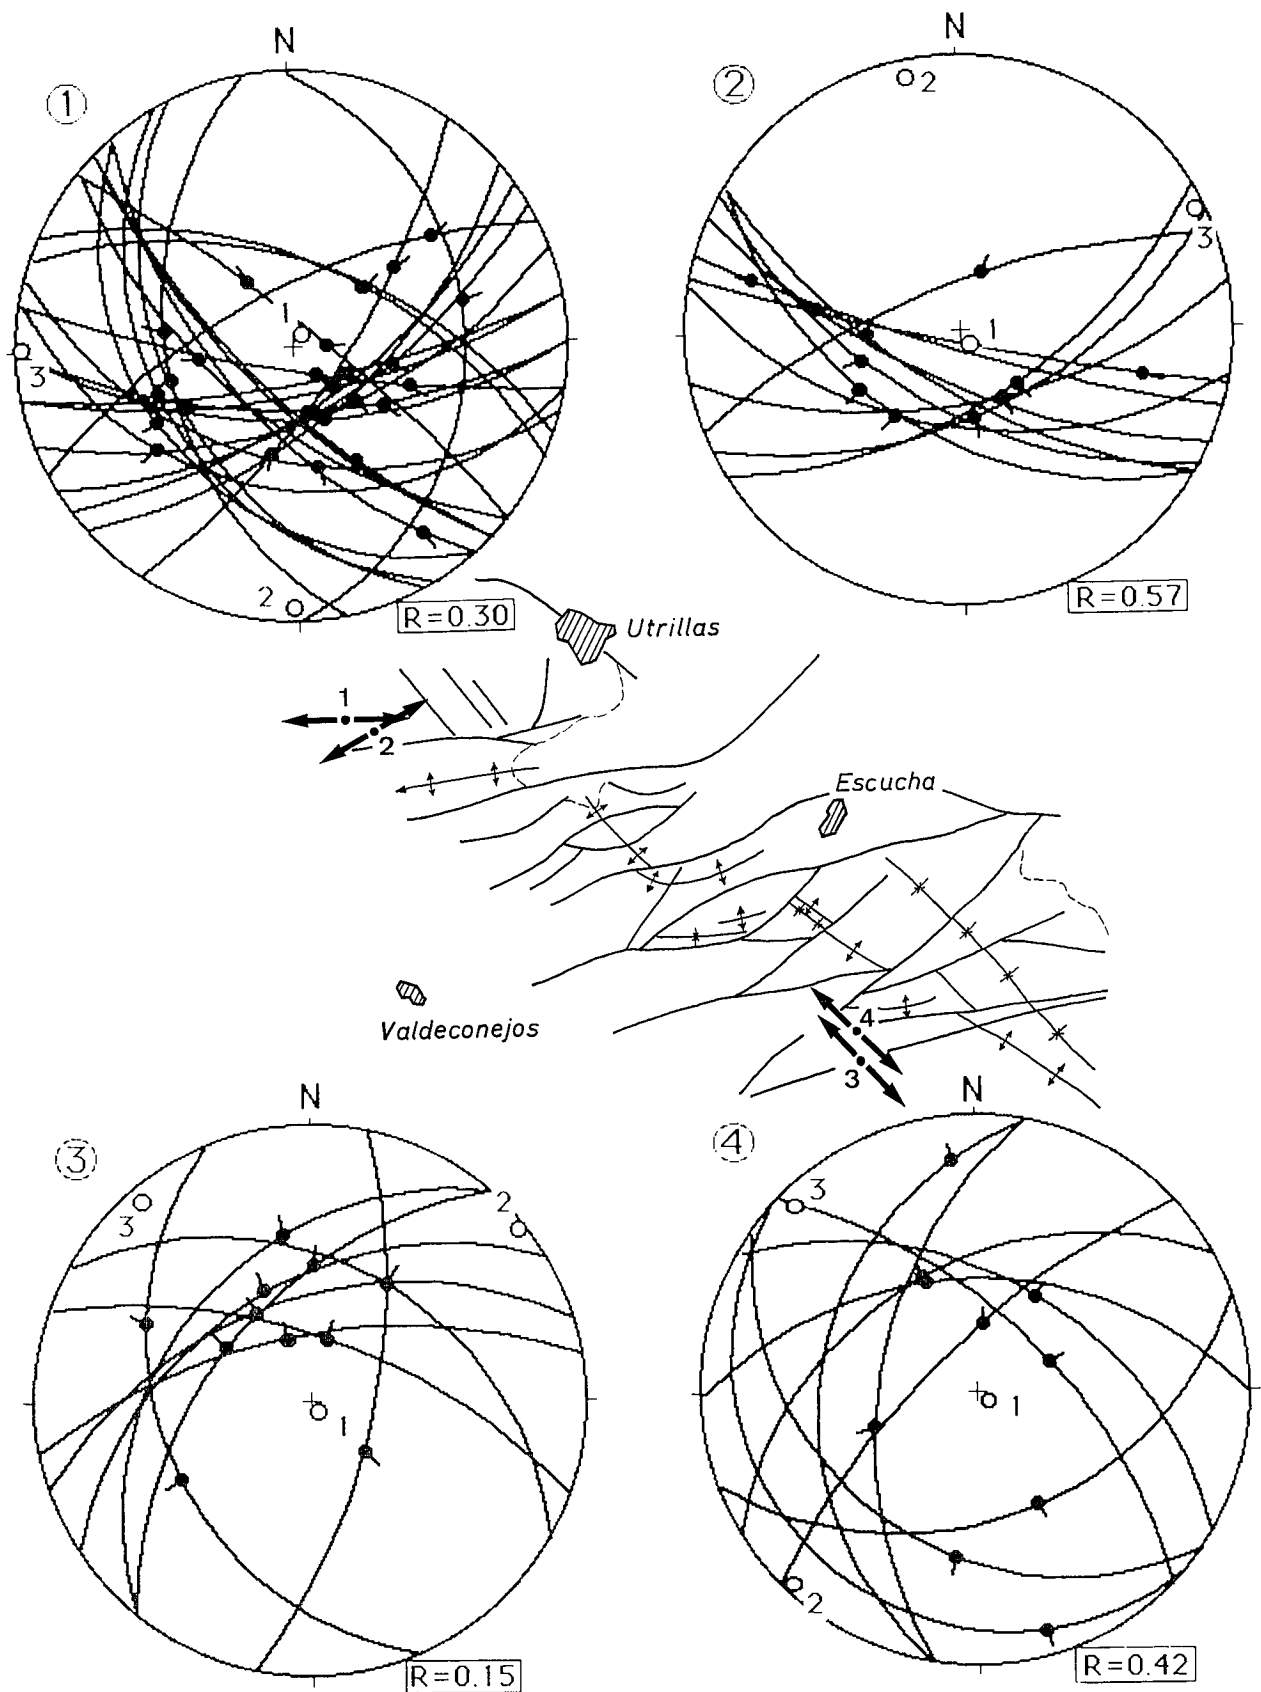 N
N
①
②
2
3
1
1
3
2
R=0.30
R=0.57
Utrillas
1
2
Escucha
Valdeconejos
4
3
N
N
③
④
3
2
3
1
1
2
R=0.15
R=0.42